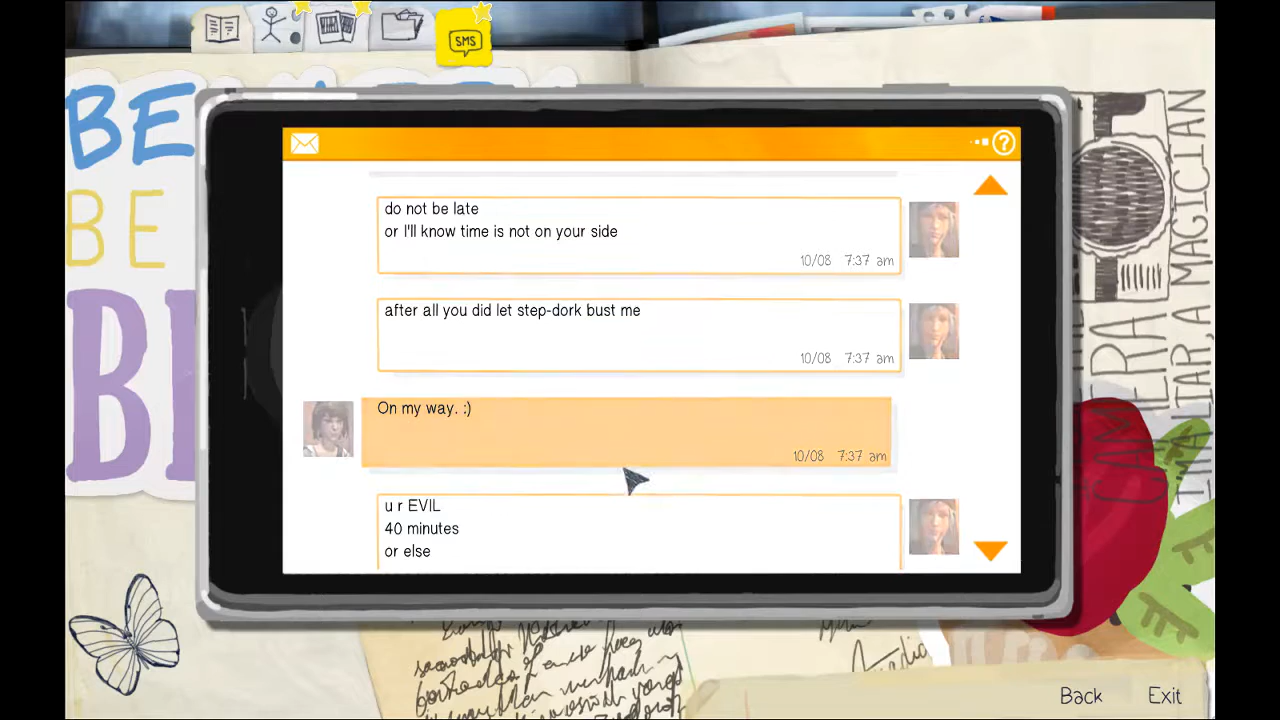 SMS
BE
BE
do not be late
or I'll know time is not on your side
10/08 7:37 am
after all you did let step-dork bust me
10/08 7:37 am
On my way. :)
10/08 7:37 am
u r EVIL
40 minutes
or else
?
CAMERA
LIAR, A MAGICIAN
Back
Exit